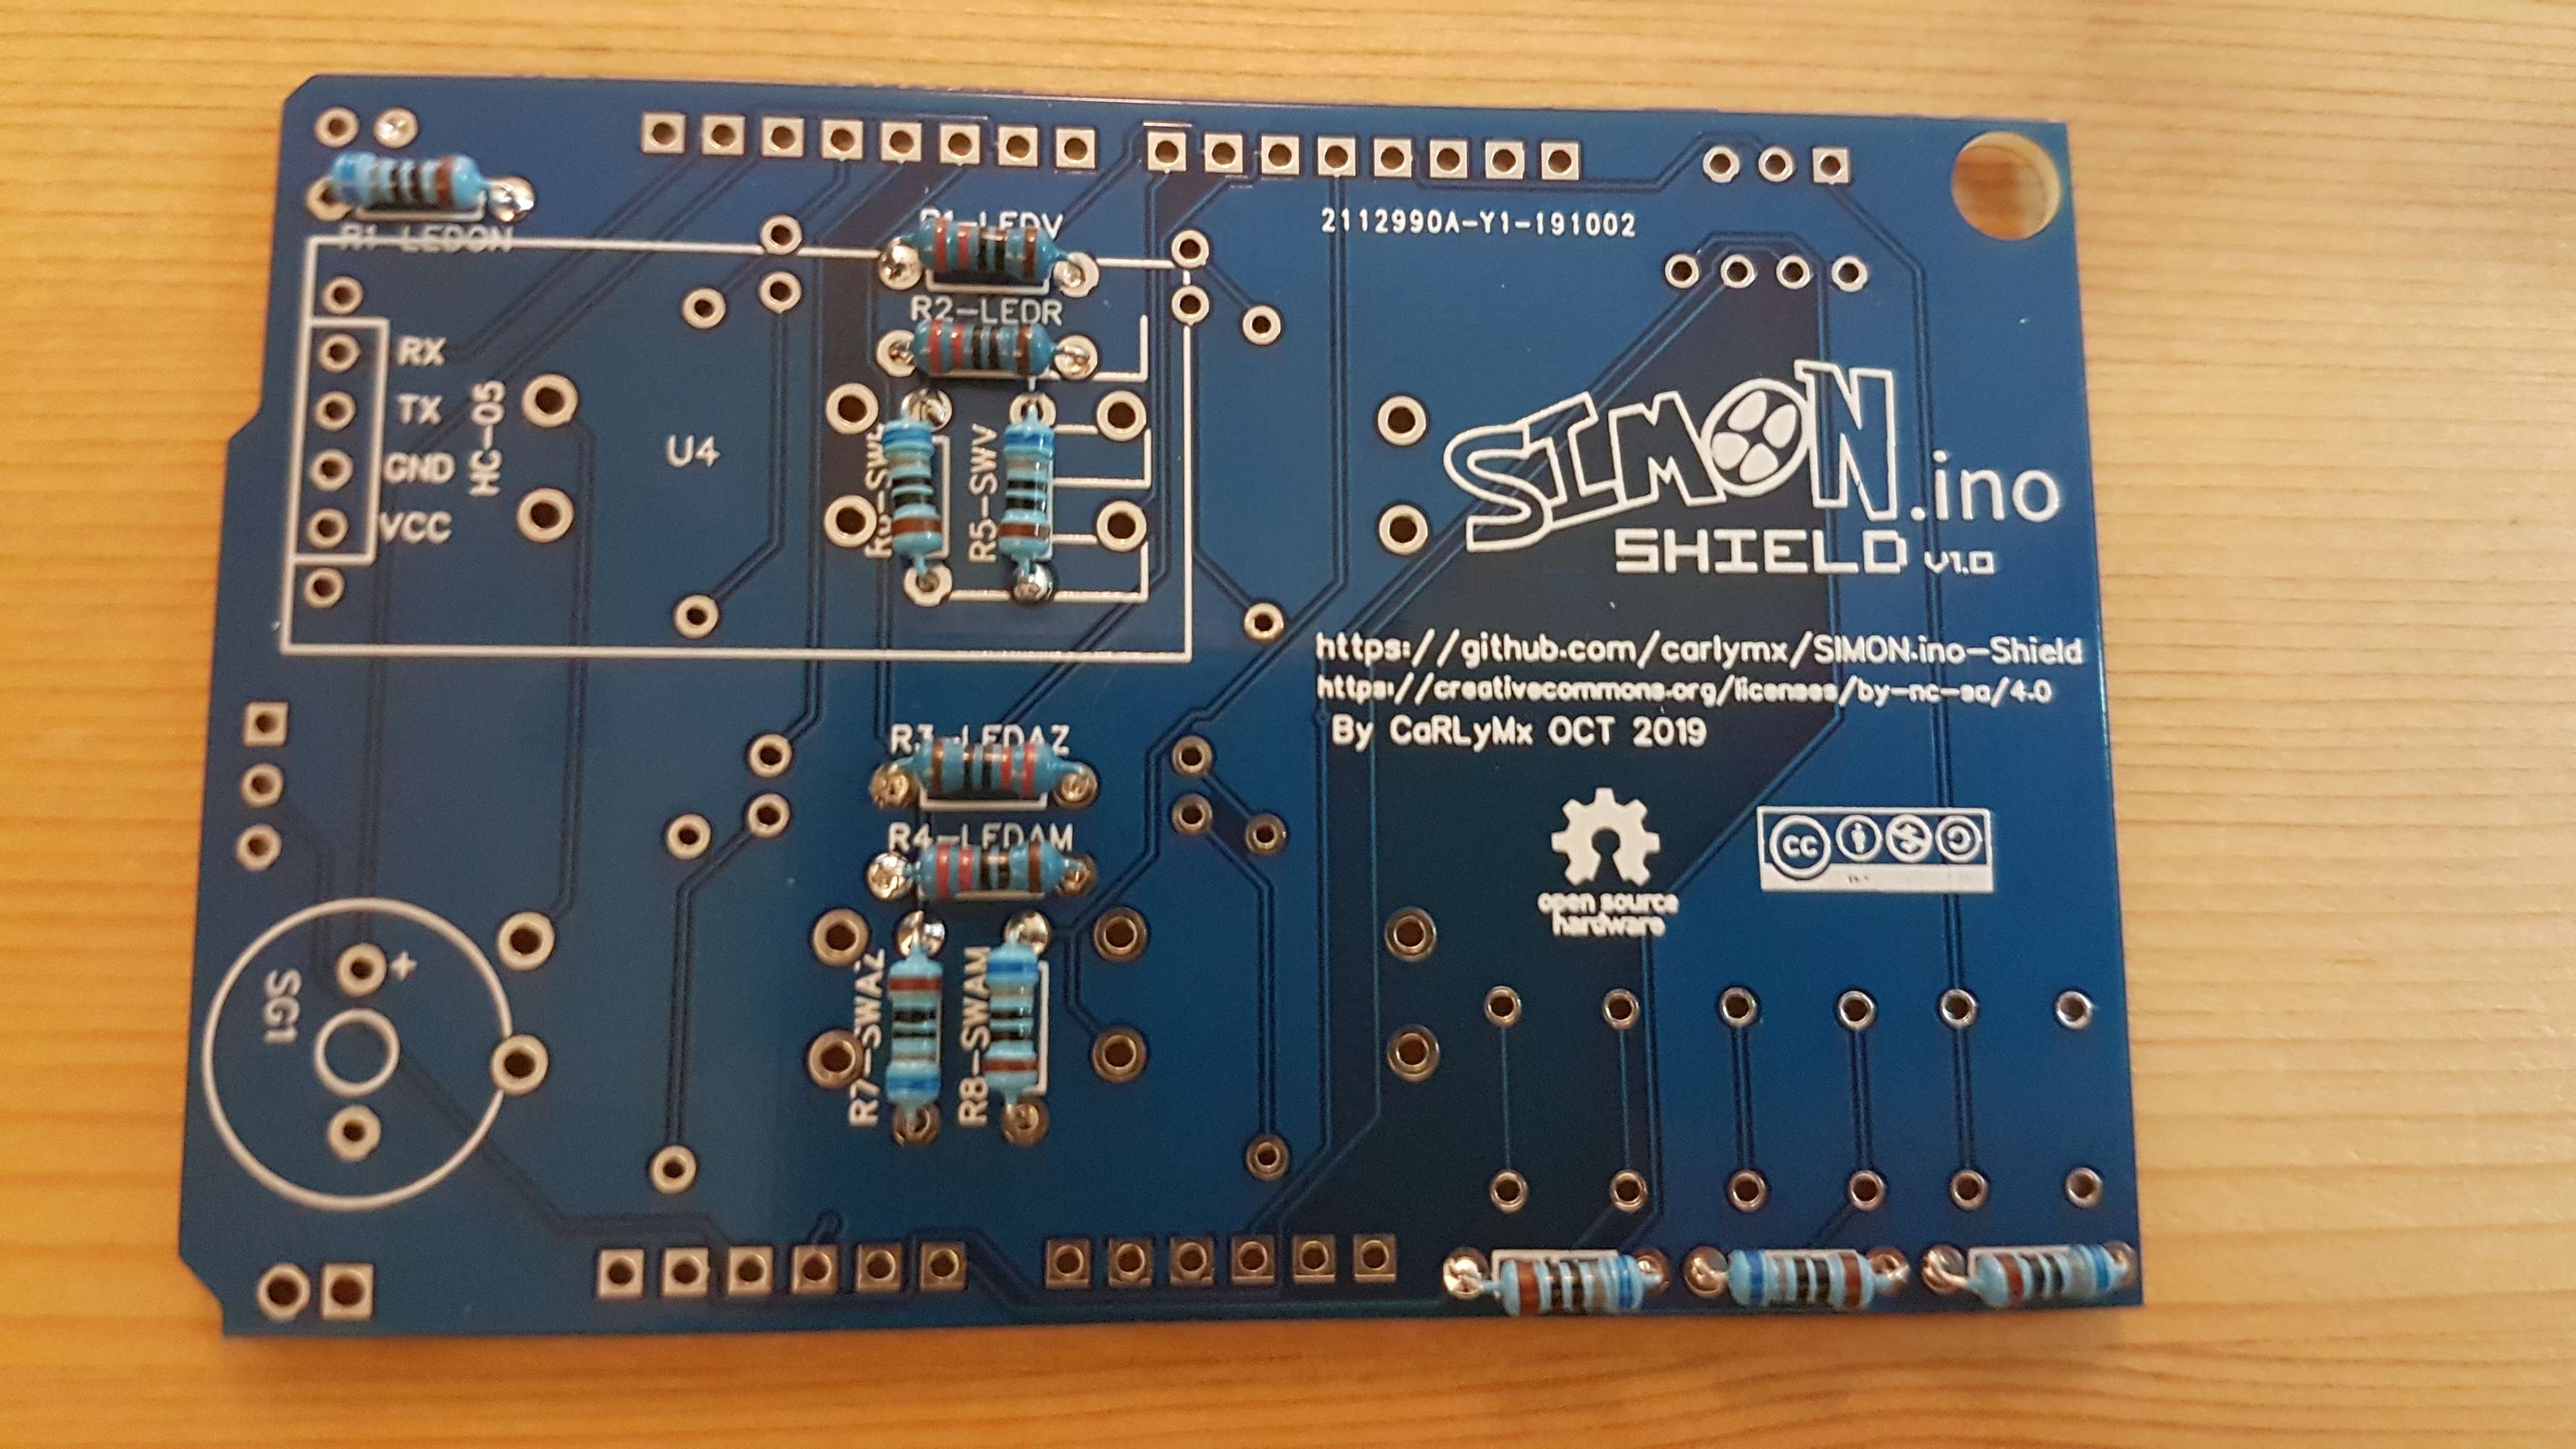 R1-LEDON
R1-LEDV
2112990A-Y1-191002
R2-LEDR
RX
TX
GND
VCC
HC-05
U4
R5-SWV
SIMON.ino
SHIELD v1.0
https://github.com/carlymx/SIMON.ino-Shield
https://creativecommons.org/licenses/by-nc-sa/4.0
By CaRLyMx OCT 2019
R3-LEDAZ
R4-LEDAM
cc
open source
hardware
R7-SWAZ
R8-SWAM
+
SG1